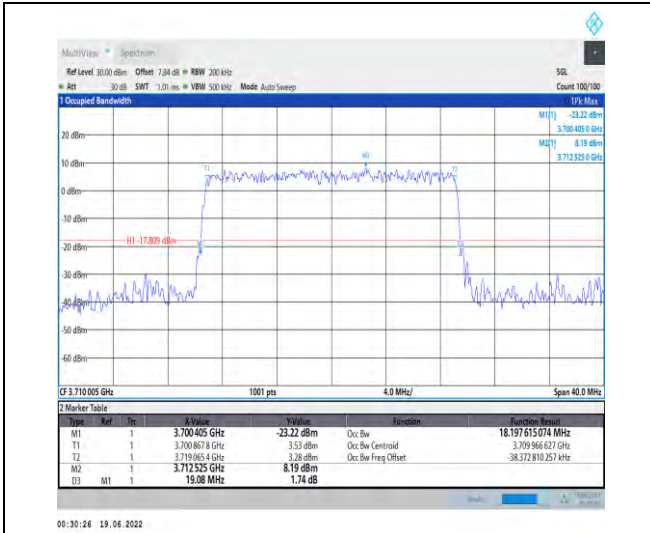 MultiView Spectrum
Ref Level 30.00 dBm Offset 7.84 dB RBW 200 kHz SGL
Att 30 dB SWT 1.01 ms VBW 500 kHz Mode Auto Sweep Count 100/100
1 Occupied Bandwidth 1Pk Max
M1[1] -23.22 dBm
3.700 405 0 GHz
M2[1] 8.19 dBm
3.712 525 0 GHz
20 dBm
10 dBm
M2
T1 T2
0 dBm
-10 dBm
H1 -17.809 dBm
-20 dBm
-30 dBm
-40 dBm
-50 dBm
-60 dBm
CF 3.710 005 GHz 1001 pts 4.0 MHz/ Span 40.0 MHz
2 Marker Table
Type Ref Trc X-Value Y-Value Function Function Result
M1 1 3.700 405 GHz -23.22 dBm Occ Bw 18.197 615 074 MHz
T1 1 3.700 867 8 GHz 3.53 dBm Occ Bw Centroid 3.709 966 627 GHz
T2 1 3.719 065 4 GHz 3.28 dBm Occ Bw Freq Offset -38.372 810 257 kHz
M2 1 3.712 525 GHz 8.19 dBm
D3 M1 1 19.08 MHz 1.74 dB
00:30:26 19.06.2022